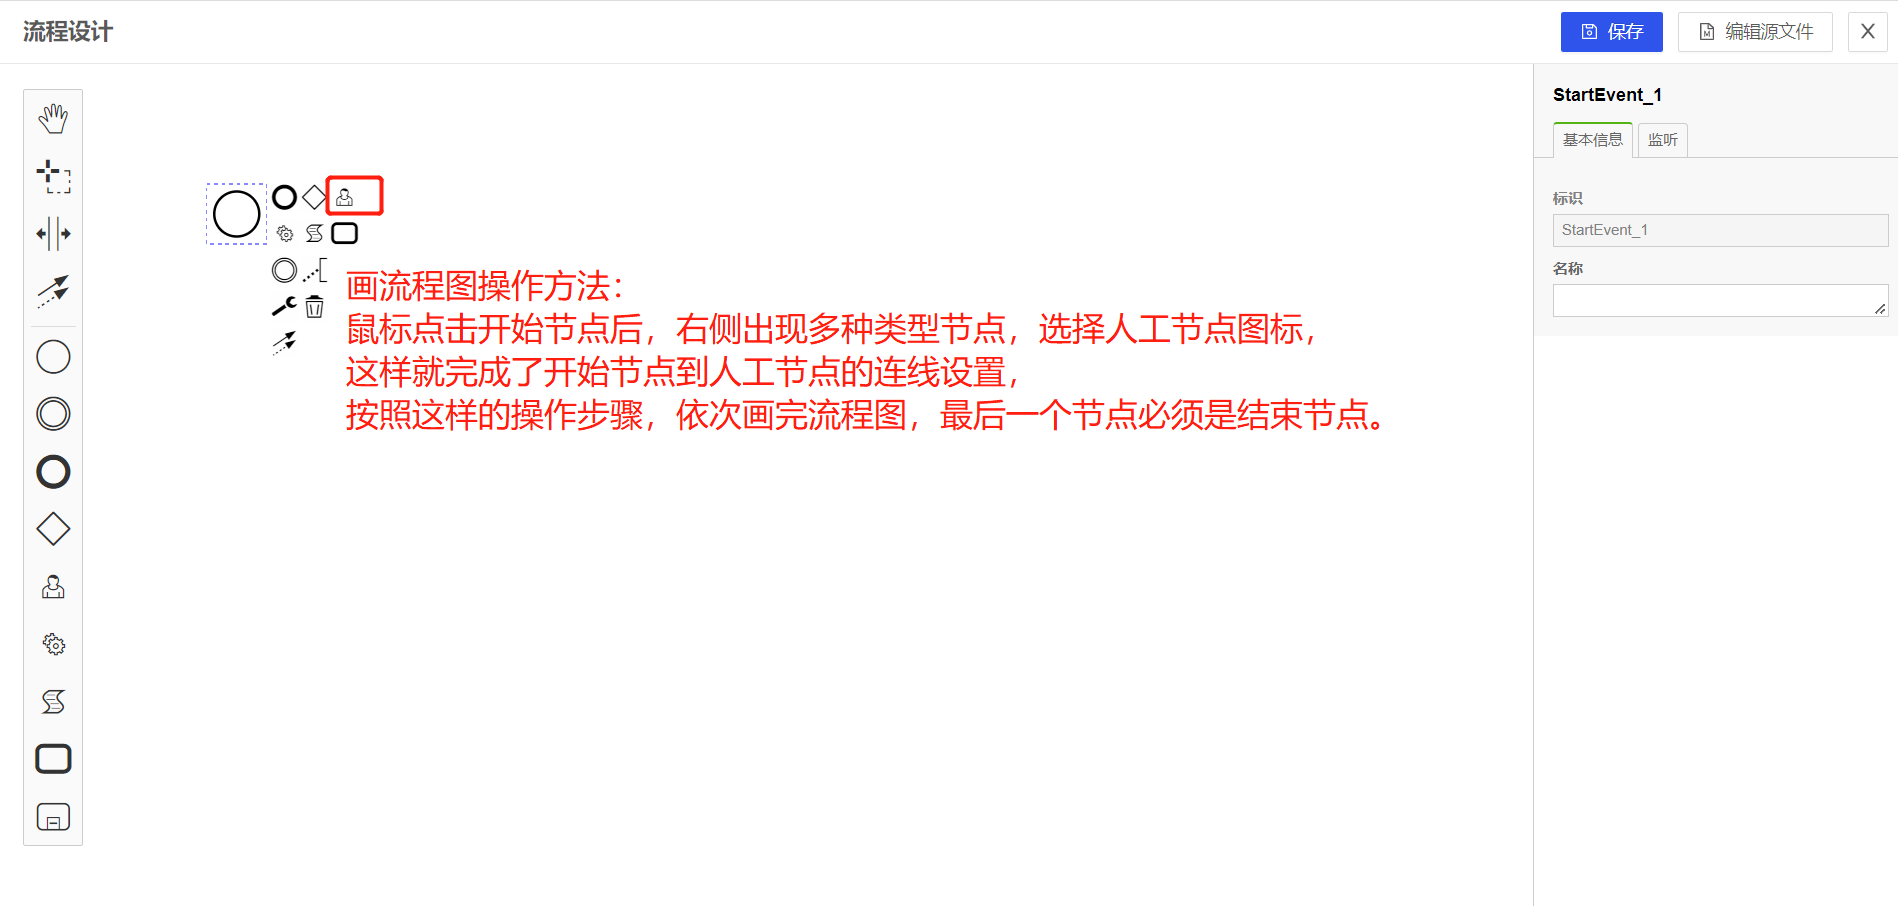 流程设计
保存
编辑源文件
X
StartEvent_1
基本信息
监听
标识
StartEvent_1
名称
画流程图操作方法：
鼠标点击开始节点后，右侧出现多种类型节点，选择人工节点图标，
这样就完成了开始节点到人工节点的连线设置，
按照这样的操作步骤，依次画完流程图，最后一个节点必须是结束节点。